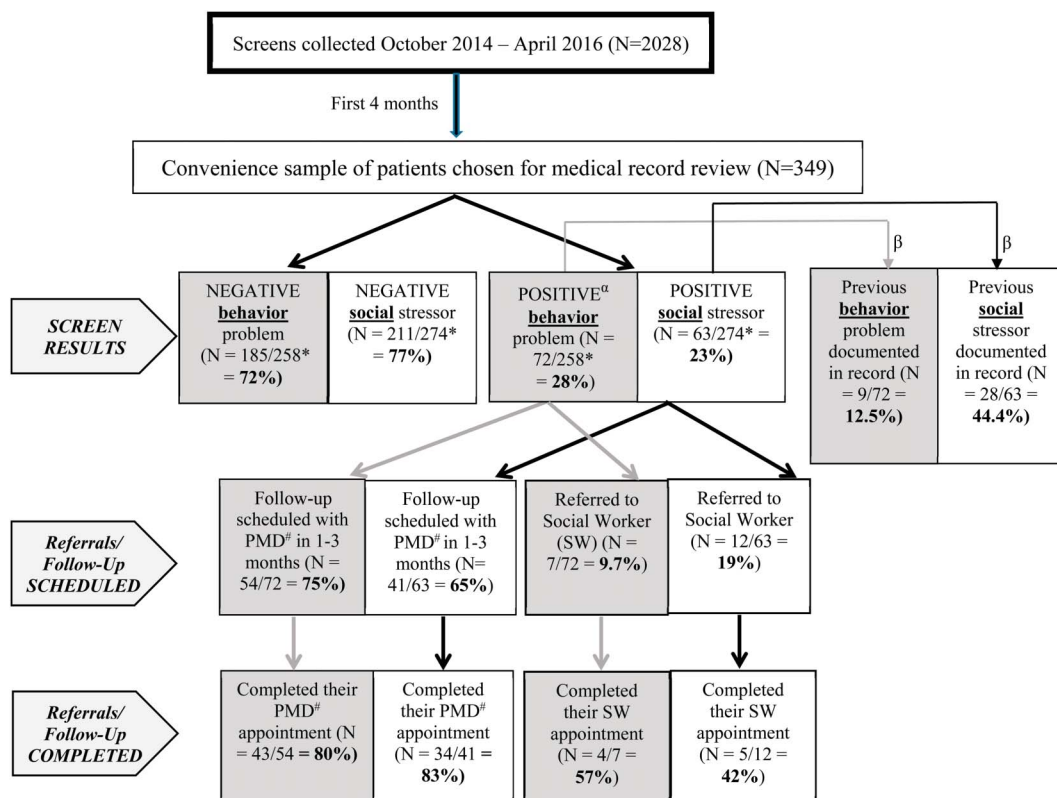 Screens collected October 2014 – April 2016 (N=2028)
First 4 months
Convenience sample of patients chosen for medical record review (N=349)
β
β
SCREEN
RESULTS
NEGATIVE
behavior
problem
(N = 185/258*
= 72%)
NEGATIVE
social stressor
(N = 211/274*
= 77%)
POSITIVEα
behavior
problem (N =
72/258*
= 28%)
POSITIVE
social stressor
(N = 63/274* =
23%)
Previous
behavior
problem
documented
in record (N
= 9/72 =
12.5%)
Previous
social
stressor
documented
in record (N
= 28/63 =
44.4%)
Referrals/
Follow-Up
SCHEDULED
Follow-up
scheduled with
PMD# in 1-3
months (N =
54/72 = 75%)
Follow-up
scheduled with
PMD# in 1-3
months (N=
41/63 = 65%)
Referred to
Social Worker
(SW) (N =
7/72 = 9.7%)
Referred to
Social Worker
(N = 12/63 =
19%)
Referrals/
Follow-Up
COMPLETED
Completed their
PMD#
appointment (N
= 43/54 = 80%)
Completed
their PMD#
appointment
(N = 34/41 =
83%)
Completed
their SW
appointment
(N = 4/7 =
57%)
Completed
their SW
appointment
(N = 5/12 =
42%)